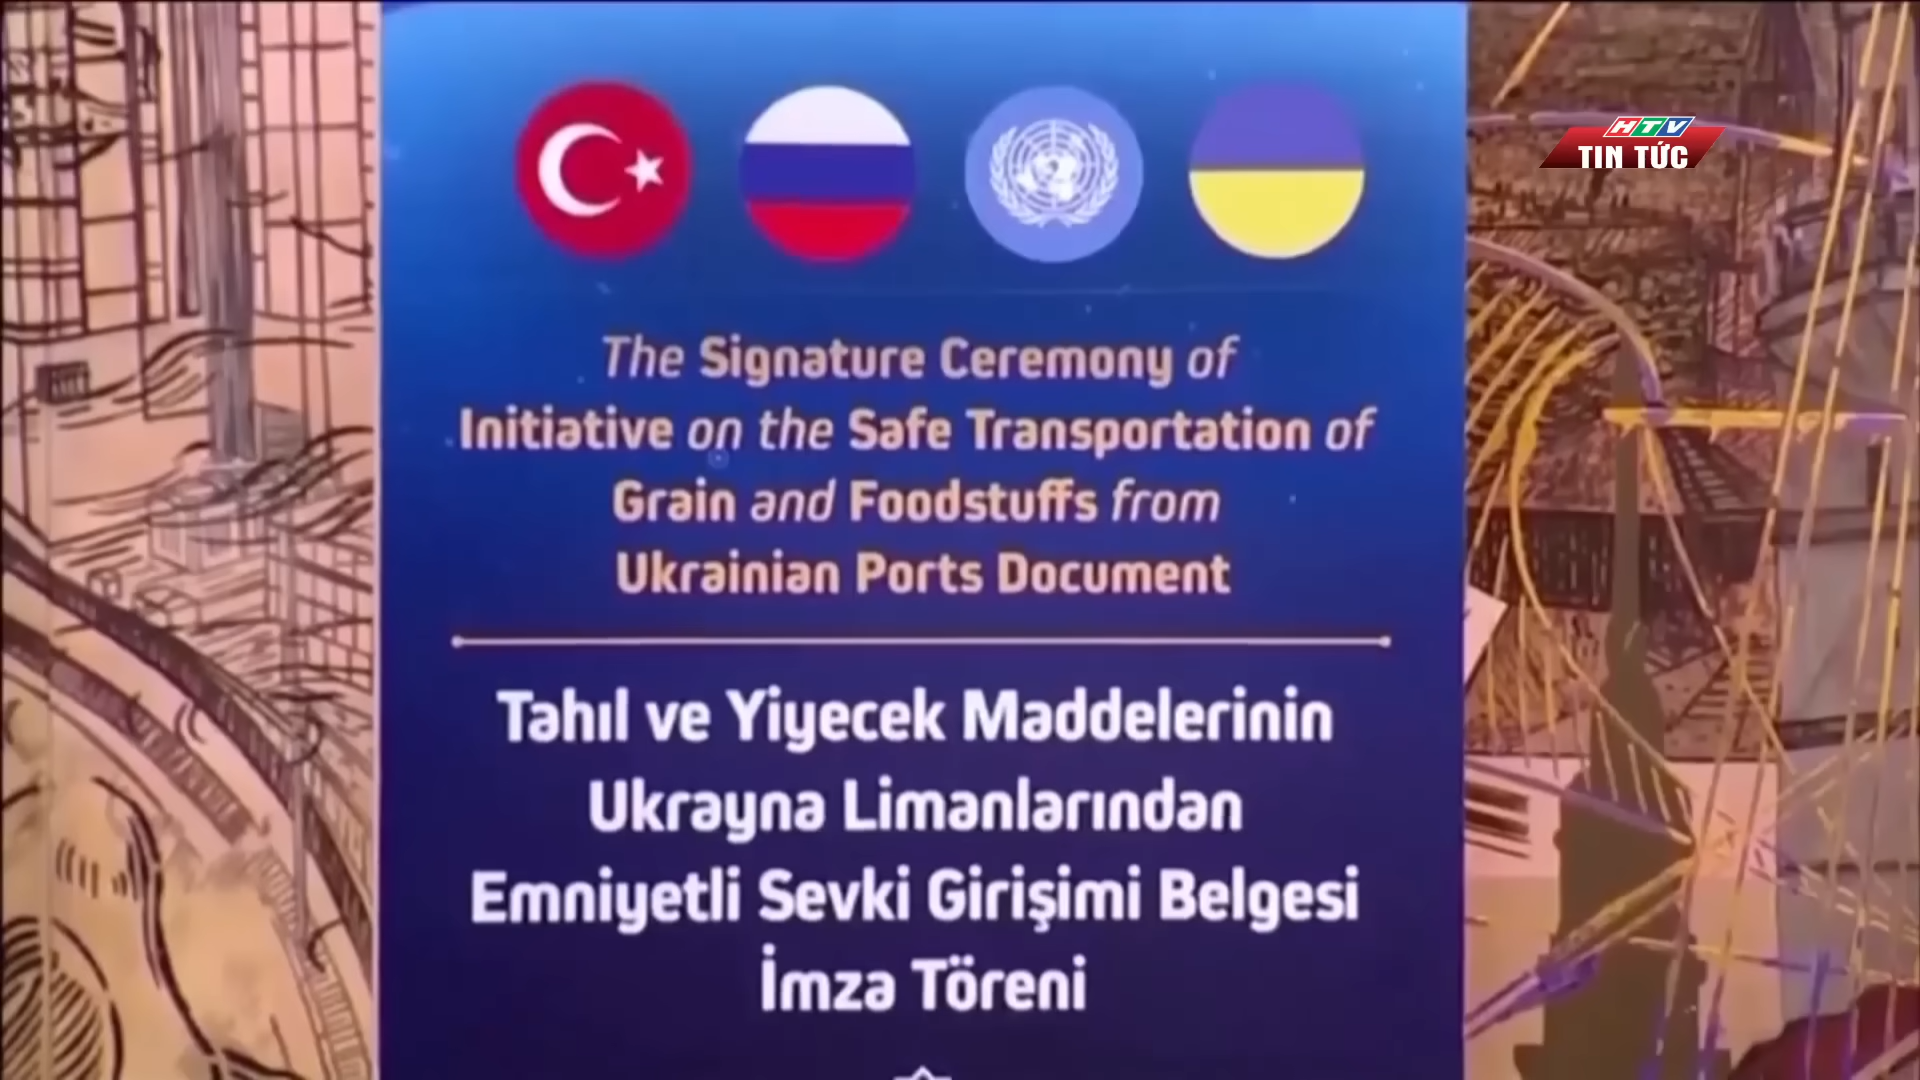 HTV
TIN TỨC
The Signature Ceremony of
Initiative on the Safe Transportation of
Grain and Foodstuffs from
Ukrainian Ports Document
Tahıl ve Yiyecek Maddelerinin
Ukrayna Limanlarından
Emniyetli Sevki Girişimi Belgesi
İmza Töreni